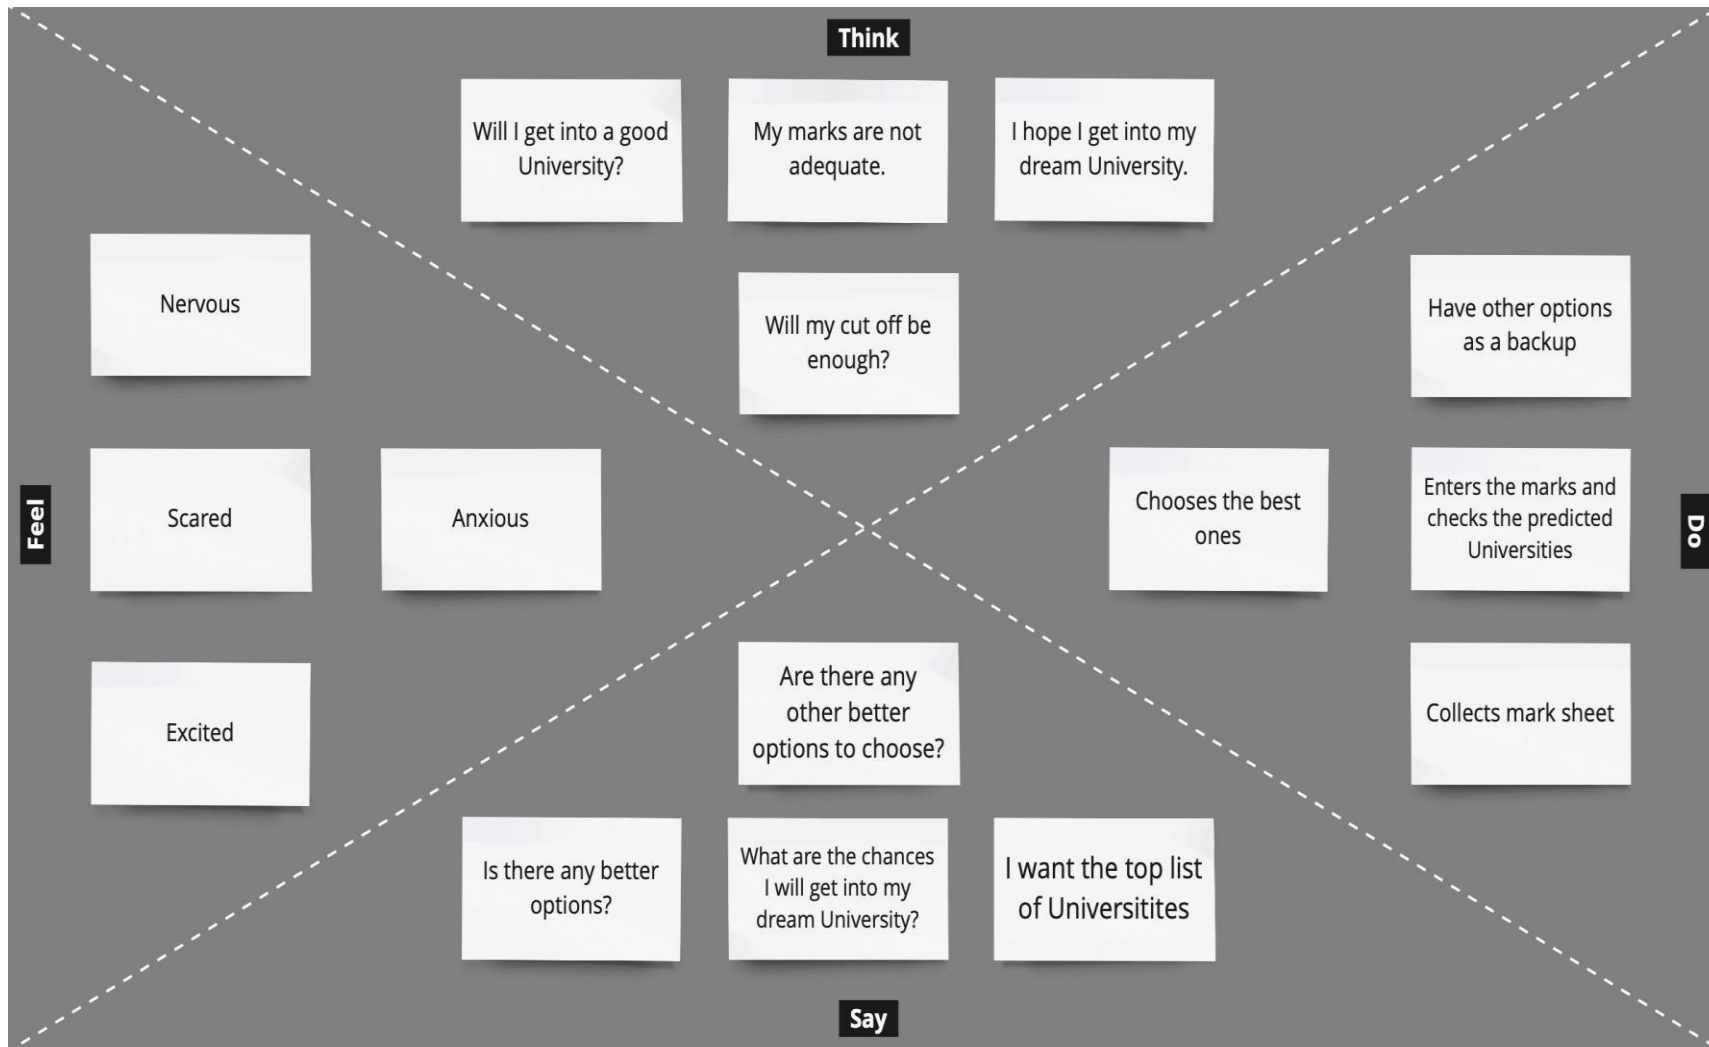 Think
Will I get into a good
University?
My marks are not
adequate.
I hope I get into my
dream University.
Will my cut off be
enough?
Feel
Nervous
Scared
Anxious
Excited
Do
Have other options
as a backup
Chooses the best
ones
Enters the marks and
checks the predicted
Universities
Collects mark sheet
Are there any
other better
options to choose?
Is there any better
options?
What are the chances
I will get into my
dream University?
I want the top list
of Universitites
Say